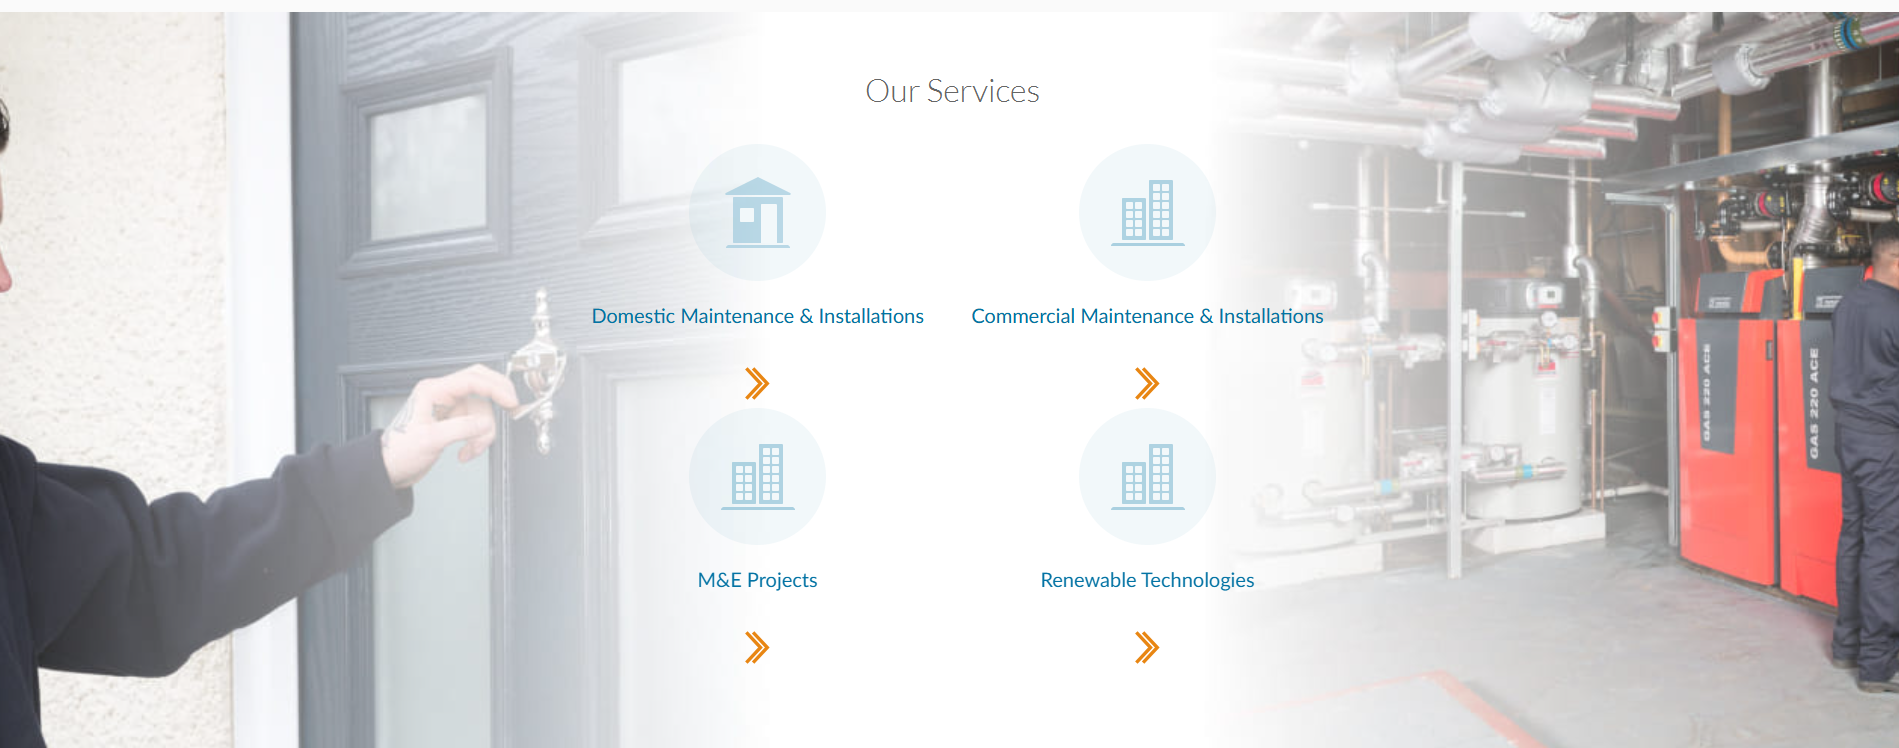 Our Services
Domestic Maintenance & Installations
Commercial Maintenance & Installations
M&E Projects
Renewable Technologies
GAS 220 ACE
GAS 220 ACE